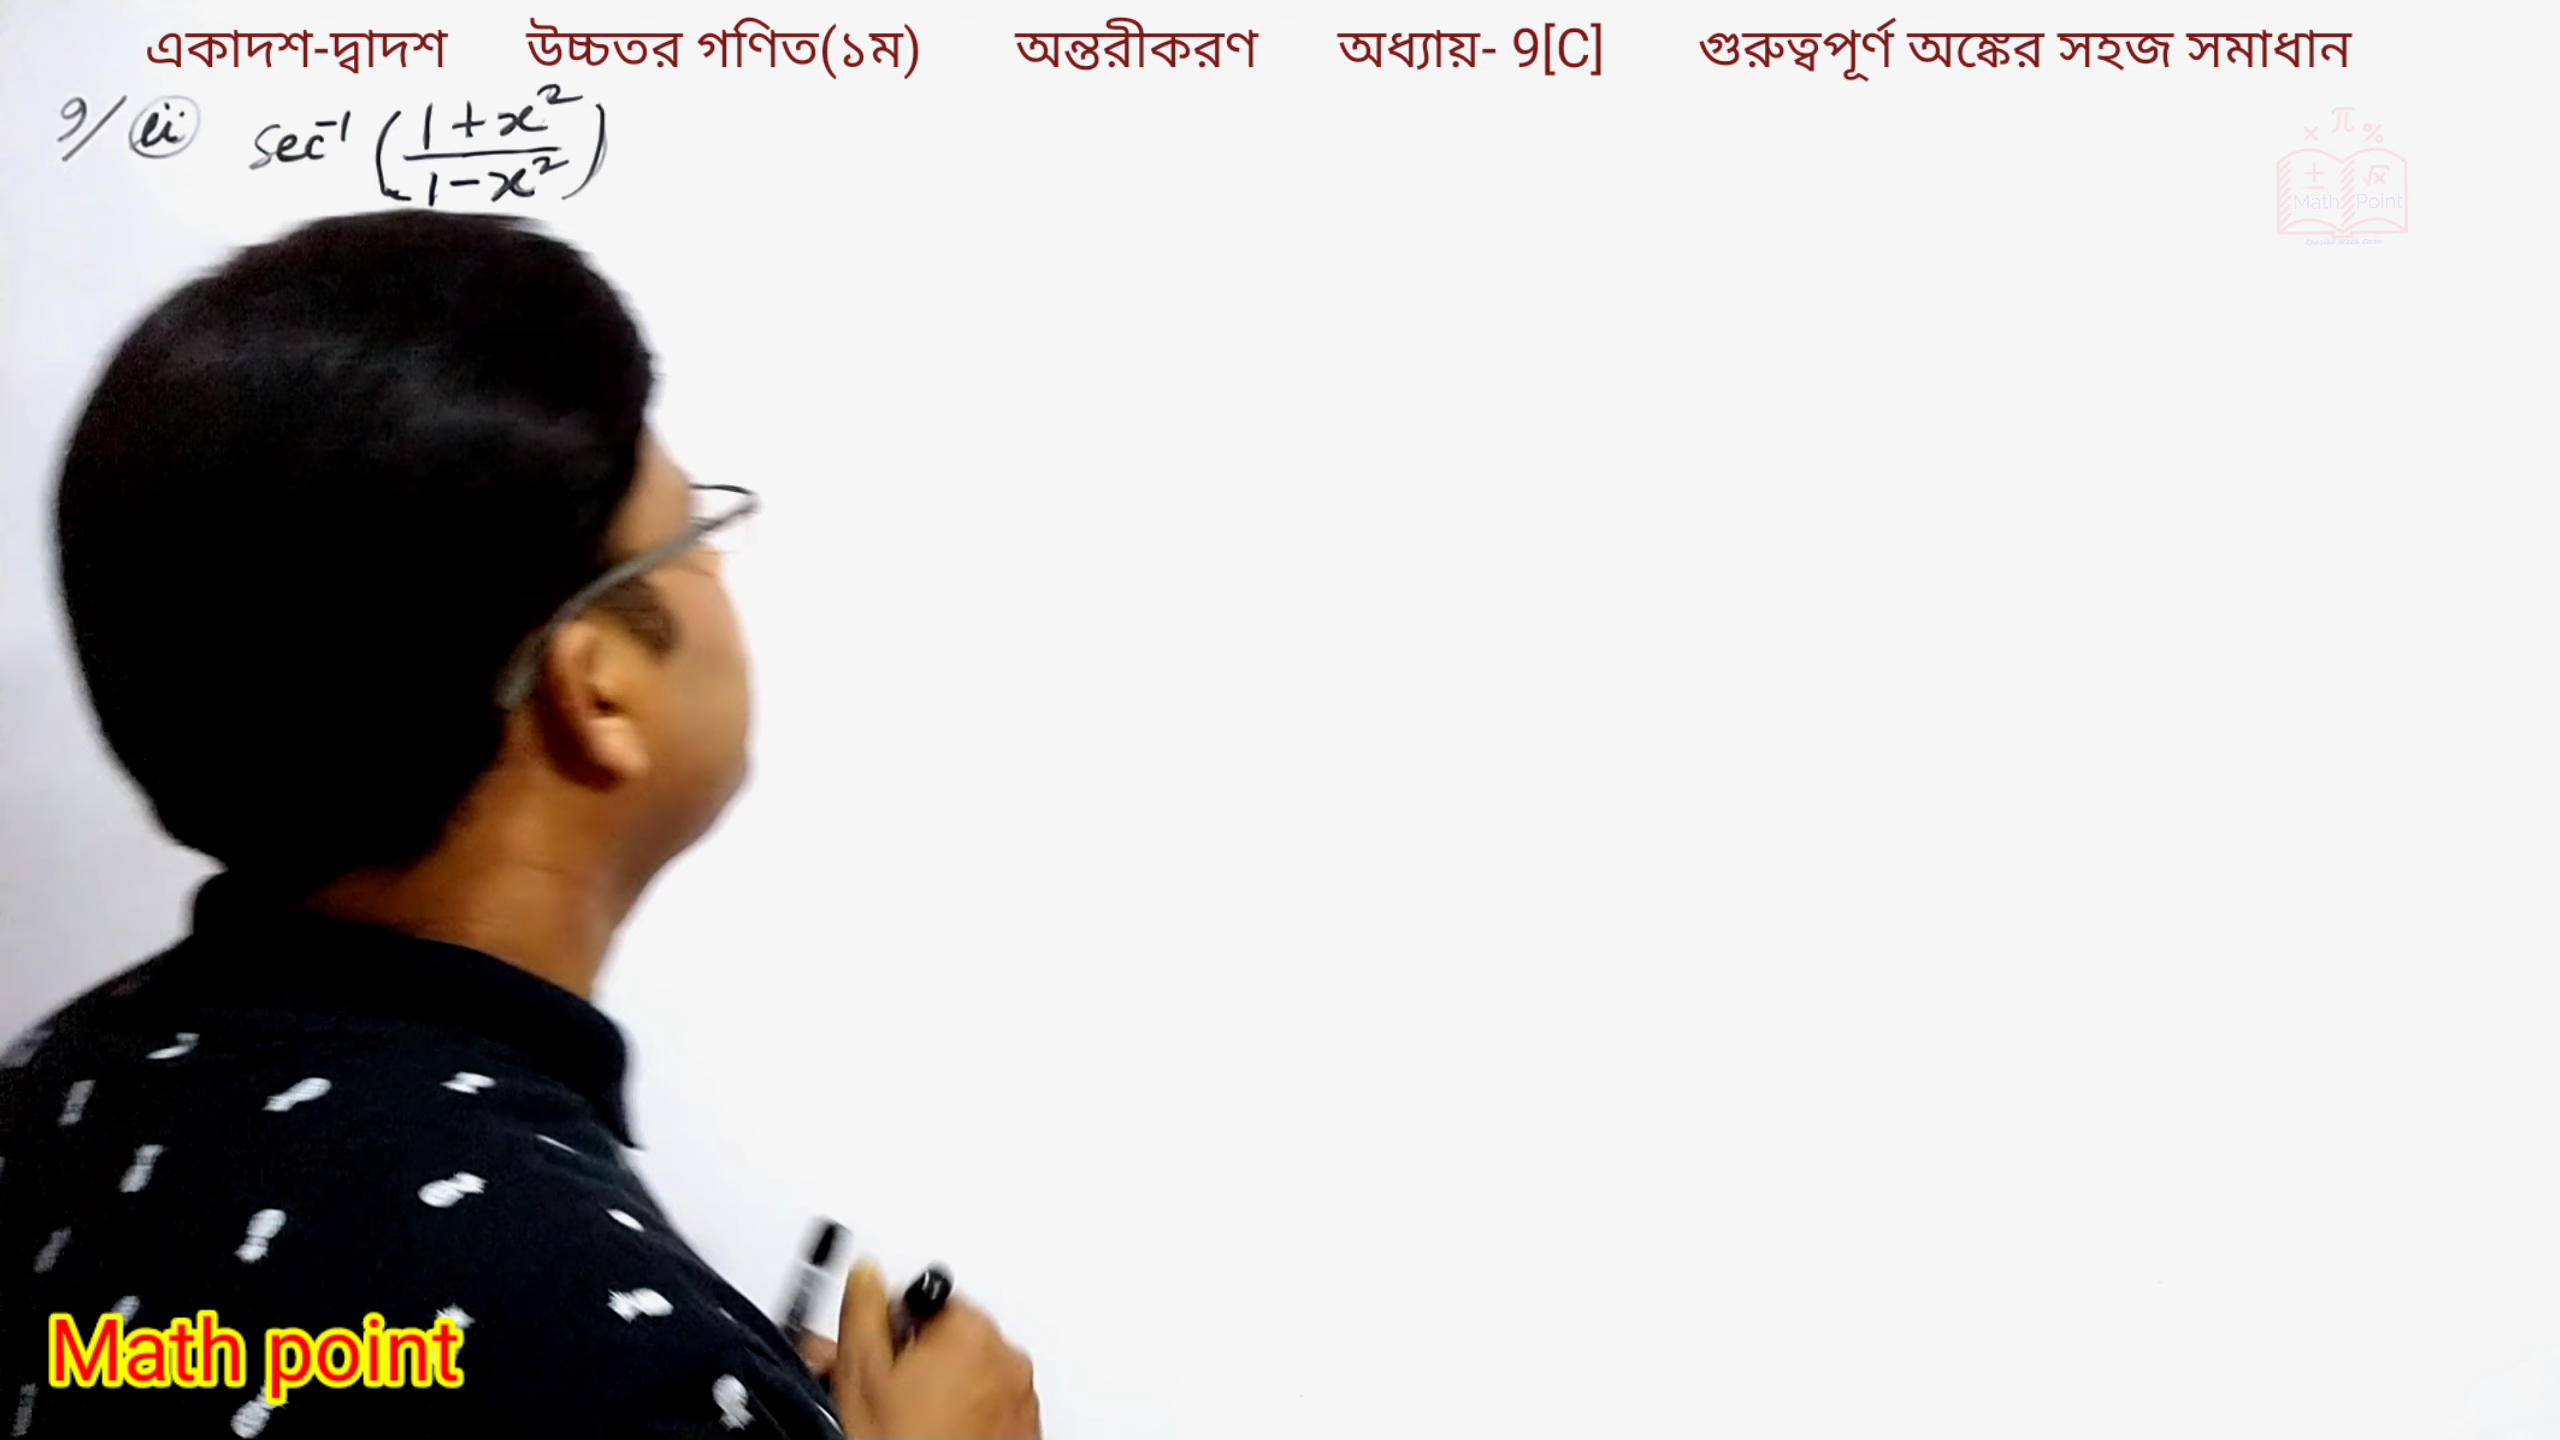 একাদশ-দ্বাদশ উচ্চতর গণিত(১ম) অন্তরীকরণ অধ্যায়- 9[C] গুরুত্বপূর্ণ অঙ্কের সহজ সমাধান
9/ (ii) sec⁻¹ (1+x² / 1-x²)
π
× %
± √x
Math Point
Math point